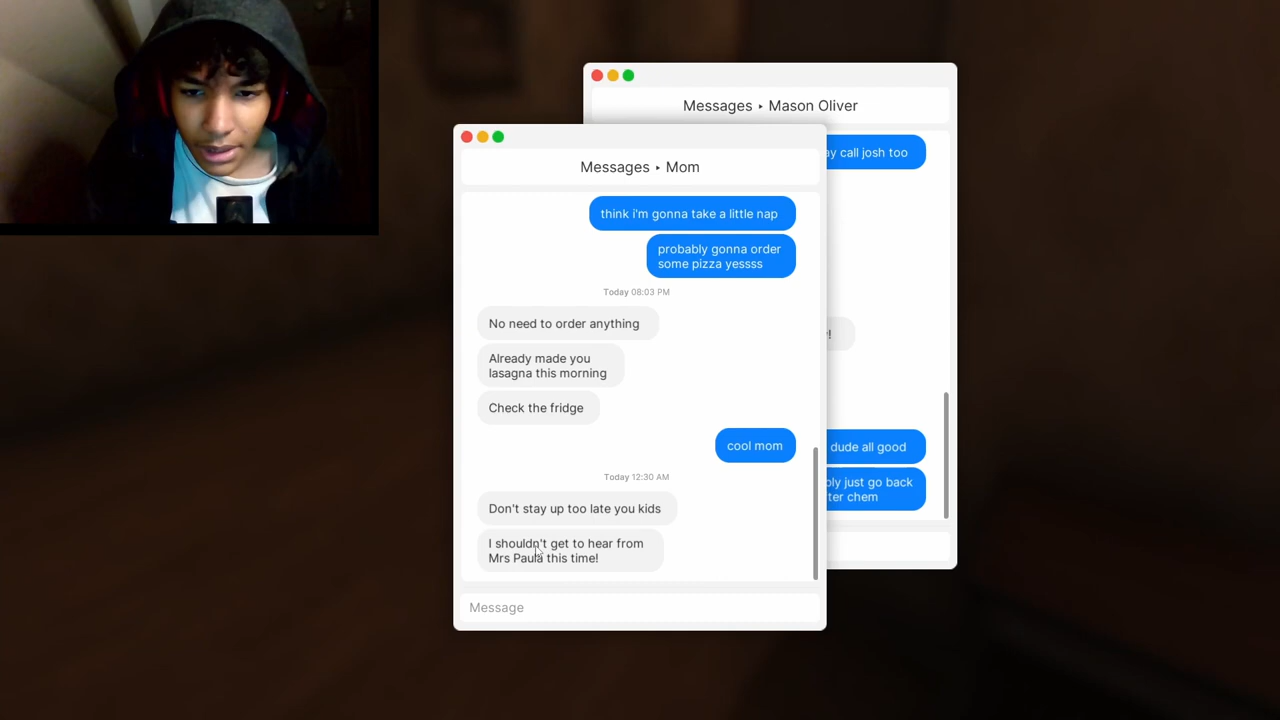 Messages ‣ Mason Oliver
ay call josh too
Messages ‣ Mom
think i'm gonna take a little nap
probably gonna order
some pizza yessss
Today 08:03 PM
No need to order anything
Already made you
lasagna this morning
Check the fridge
cool mom
dude all good
bly just go back
ter chem
Today 12:30 AM
Don't stay up too late you kids
I shouldn't get to hear from
Mrs Paula this time!
Message